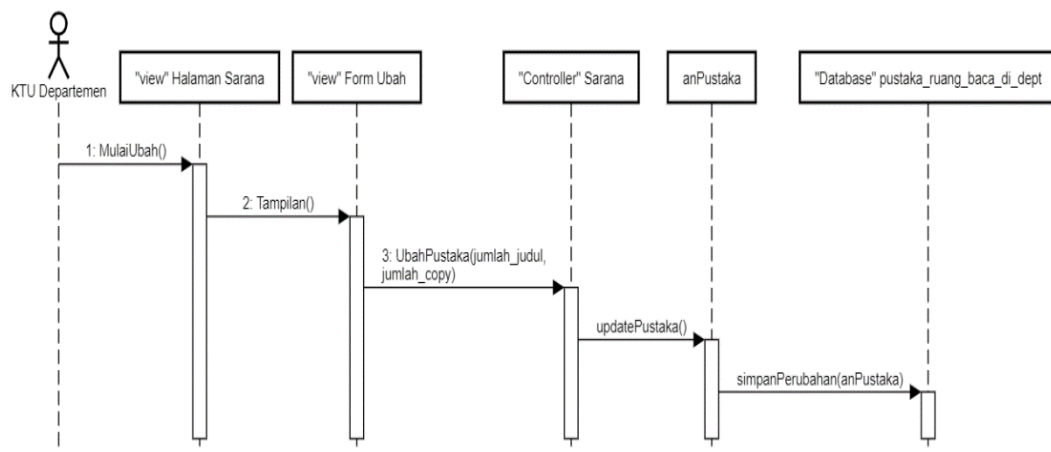 KTU Departemen
"view" Halaman Sarana
"view" Form Ubah
"Controller" Sarana
anPustaka
"Database" pustaka_ruang_baca_di_dept
1: MulaiUbah()
2: Tampilan()
3: UbahPustaka(jumlah_judul,
jumlah_copy)
updatePustaka()
simpanPerubahan(anPustaka)